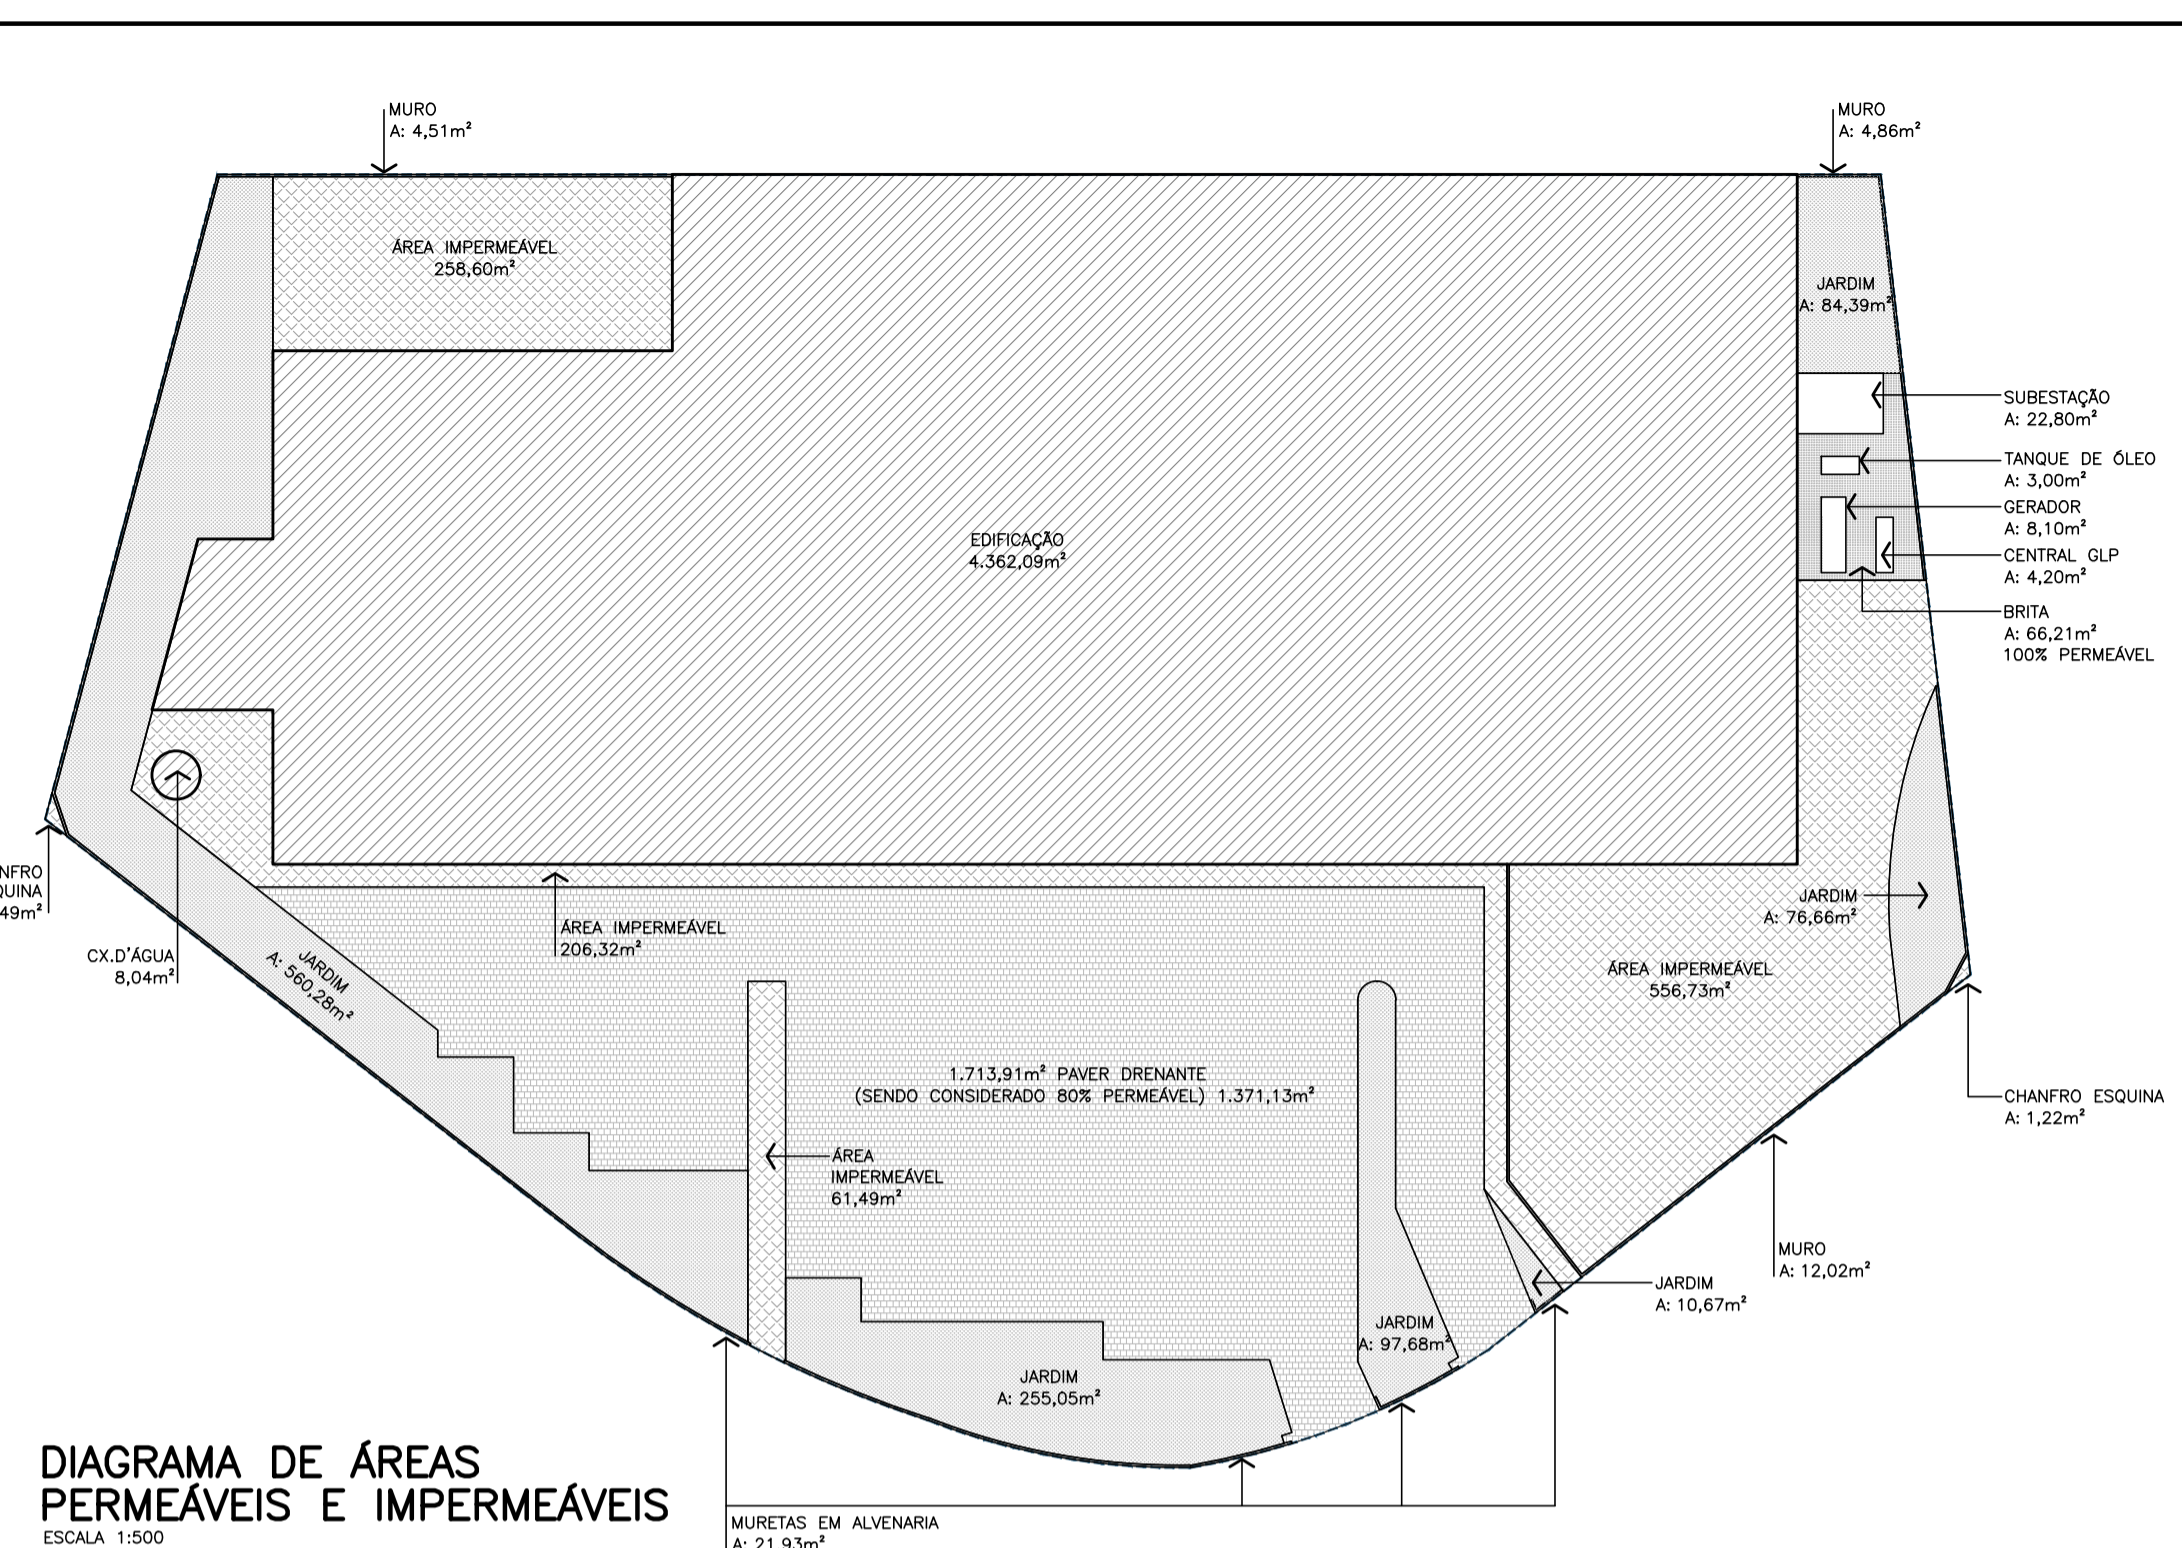 MURO
A: 4,51m²
MURO
A: 4,86m²
ÁREA IMPERMEÁVEL
258,60m²
JARDIM
A: 84,39m²
SUBESTAÇÃO
A: 22,80m²
TANQUE DE ÓLEO
A: 3,00m²
GERADOR
A: 8,10m²
CENTRAL GLP
A: 4,20m²
BRITA
A: 66,21m²
100% PERMEÁVEL
EDIFICAÇÃO
4.362,09m²
NFRO
QUINA
49m²
CX.D'ÁGUA
8,04m²
JARDIM
A: 560,28m²
ÁREA IMPERMEÁVEL
206,32m²
JARDIM
A: 76,66m²
ÁREA IMPERMEÁVEL
556,73m²
1.713,91m² PAVER DRENANTE
(SENDO CONSIDERADO 80% PERMEÁVEL) 1.371,13m²
CHANFRO ESQUINA
A: 1,22m²
ÁREA
IMPERMEÁVEL
61,49m²
MURO
A: 12,02m²
JARDIM
A: 10,67m²
JARDIM
A: 97,68m²
JARDIM
A: 255,05m²
DIAGRAMA DE ÁREAS
PERMEÁVEIS E IMPERMEÁVEIS
ESCALA 1:500
MURETAS EM ALVENARIA
A: 21,93m²